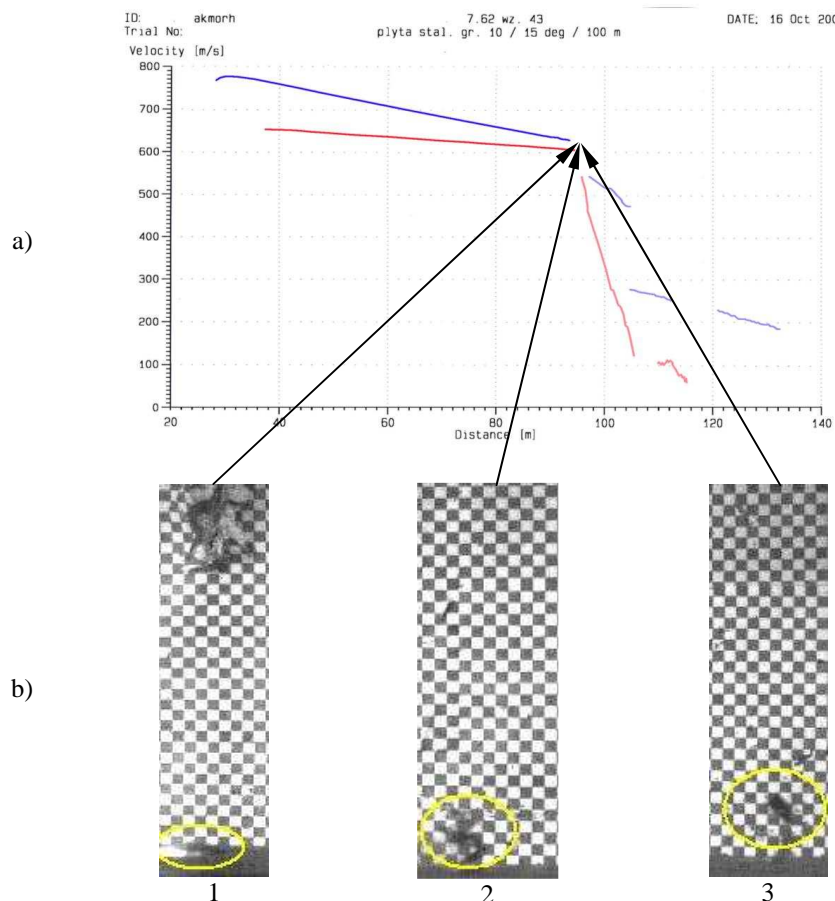 ID: akmorh 7.62 wz. 43 DATE: 16 Oct 200
Trial No: plyta stal. gr. 10 / 15 deg / 100 m
Velocity [m/s]
800
700
600
500
400
300
200
100
0
20 40 60 80 100 120 140
Distance [m]
a)
b)
1 2 3